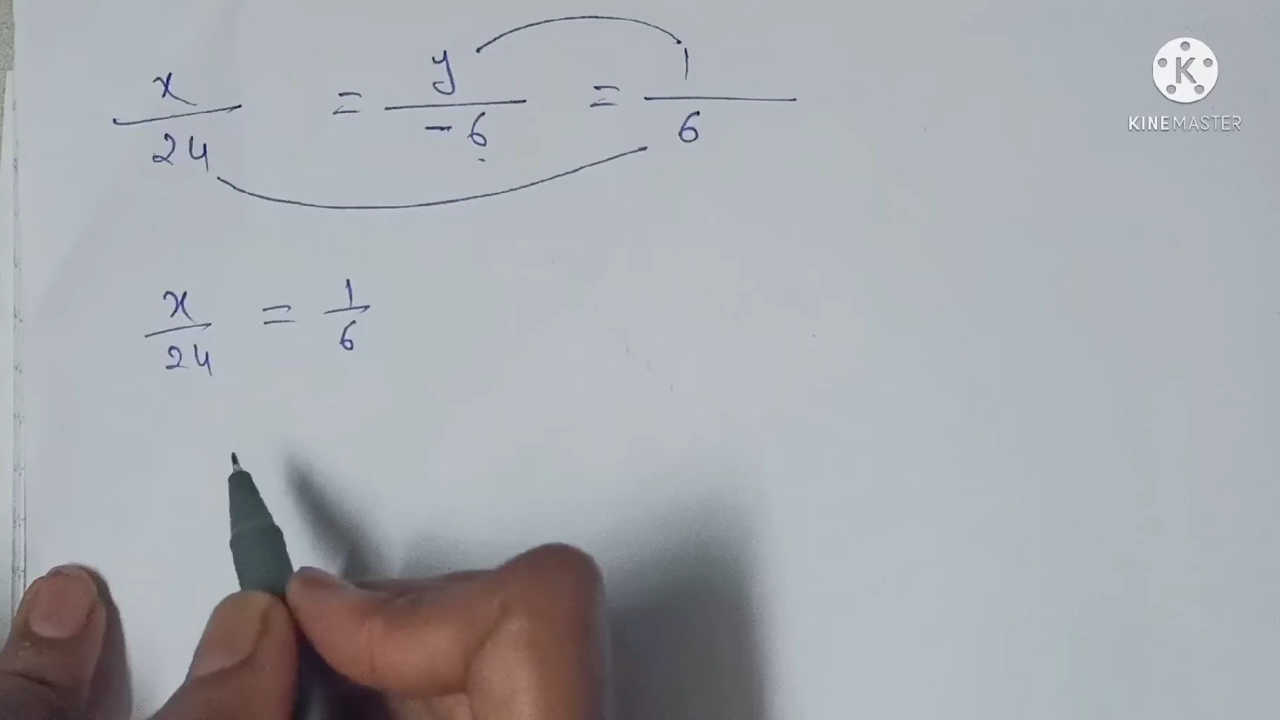 x/24 = y/-6 = 1/6
K
KINEMASTER
x/24 = 1/6